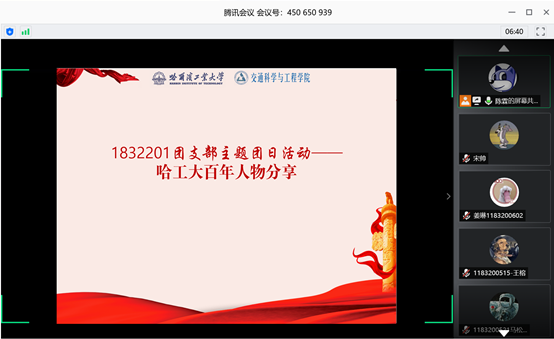 腾讯会议 会议号：450 650 939
06:40
哈尔滨工业大学
HARBIN INSTITUTE OF TECHNOLOGY
交通科学与工程学院
1832201团支部主题团日活动——
哈工大百年人物分享
陈霖的屏幕共...
宋帅
姜琳1183200602
1183200515-王榕